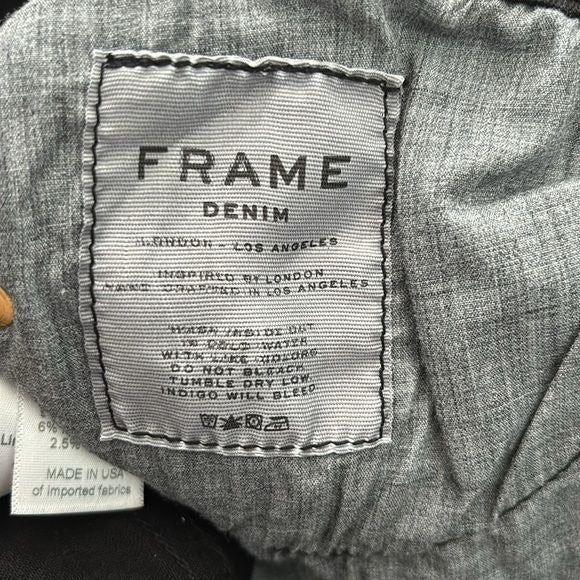 FRAME
DENIM
LONDON - LOS ANGELES
INSPIRED BY LONDON
HAND CRAFTED IN LOS ANGELES
WASH INSIDE OUT
IN COLD WATER
WITH LIKE COLORS
DO NOT BLEACH
TUMBLE DRY LOW
INDIGO WILL BLEED
6%
2.5%
MADE IN USA
of imported fabrics